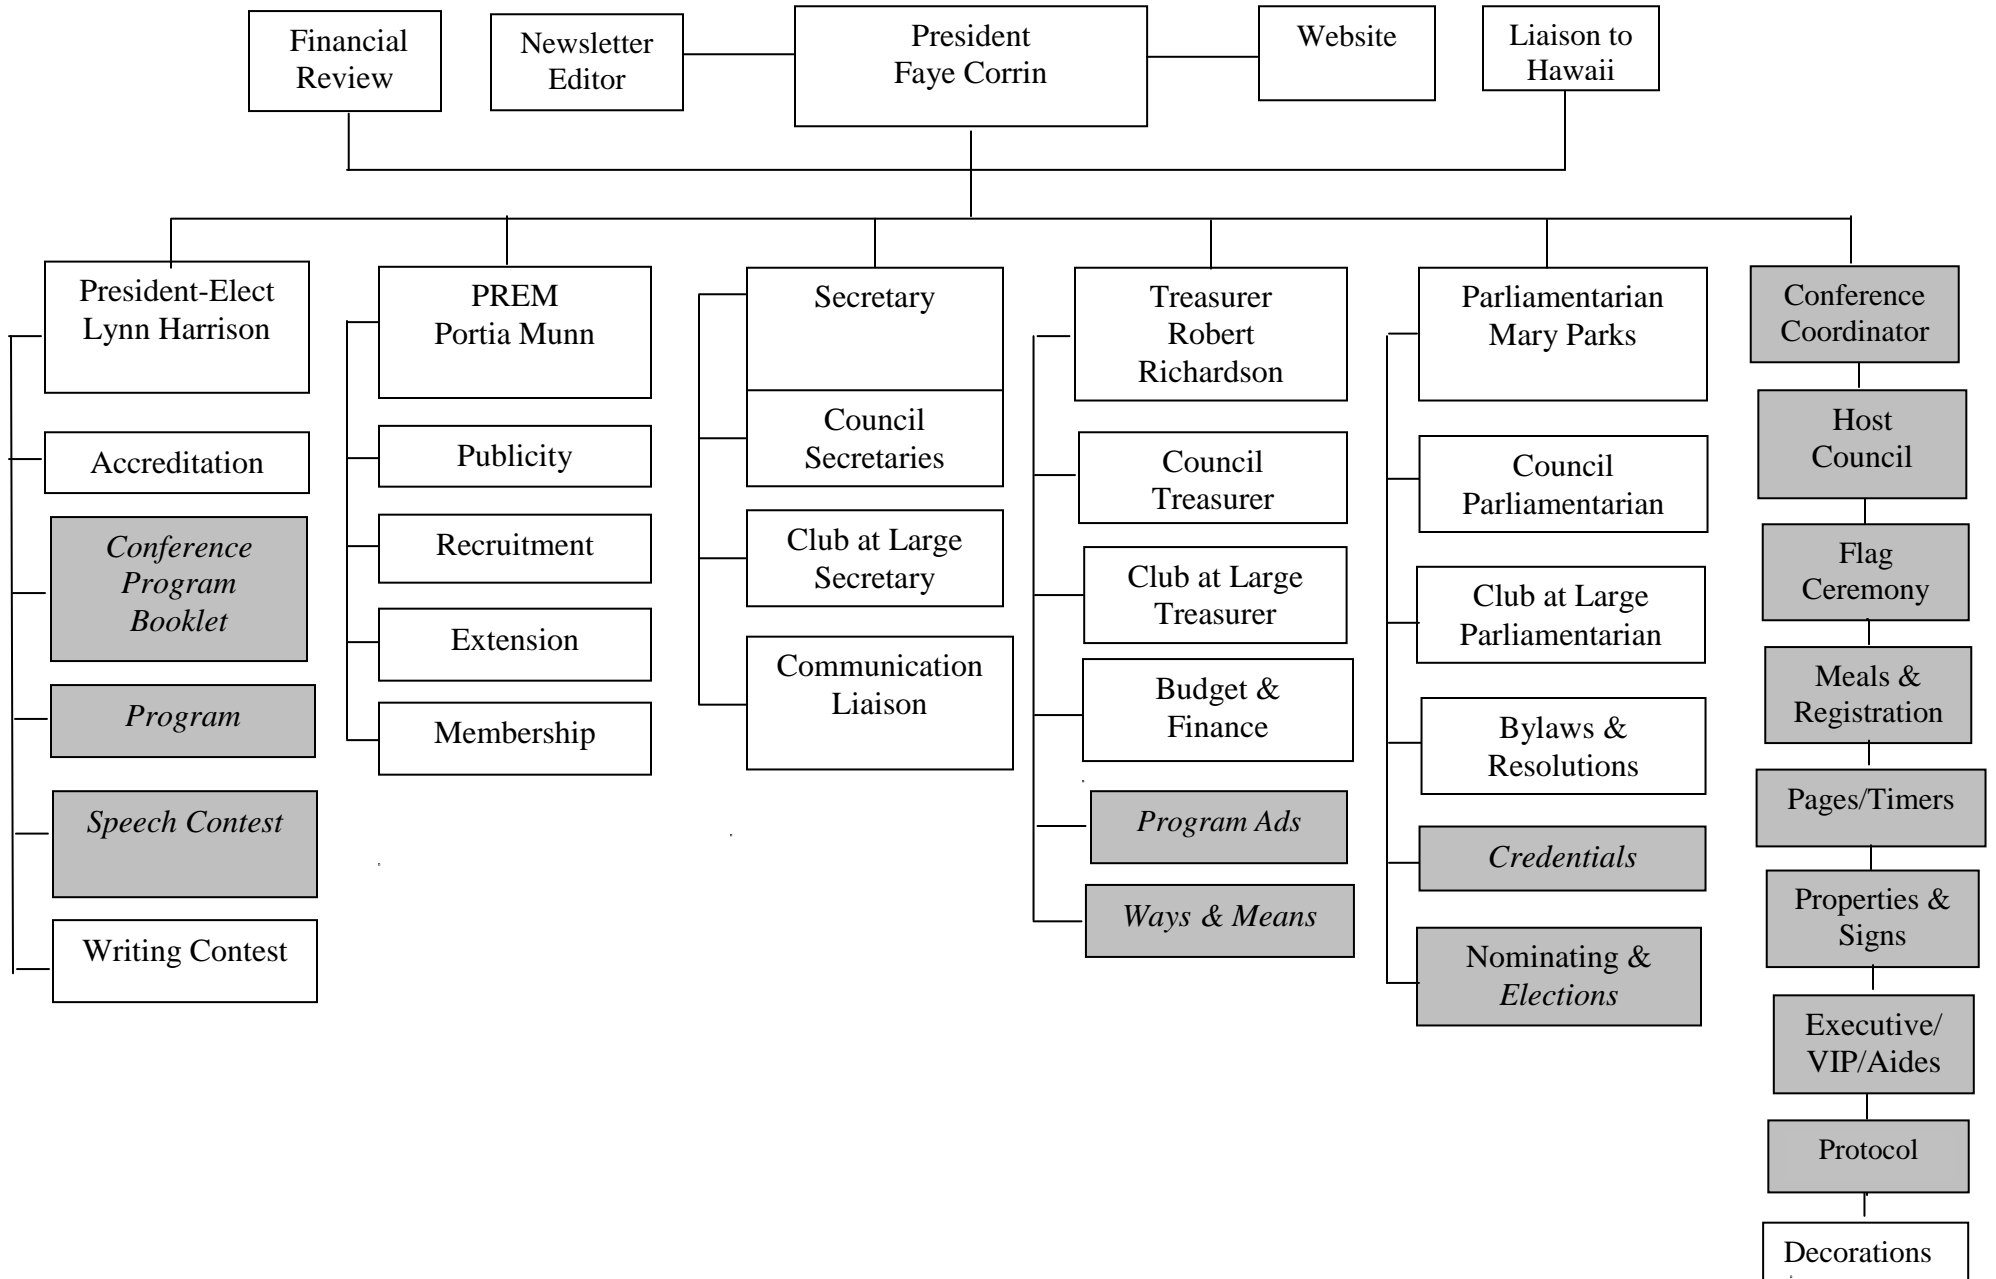 Financial
Review
Newsletter
Editor
President
Faye Corrin
Website
Liaison to
Hawaii
President-Elect
Lynn Harrison
Accreditation
Conference
Program
Booklet
Program
Speech Contest
Writing Contest
PREM
Portia Munn
Publicity
Recruitment
Extension
Membership
Secretary
Council
Secretaries
Club at Large
Secretary
Communication
Liaison
Treasurer
Robert
Richardson
Council
Treasurer
Club at Large
Treasurer
Budget &
Finance
Program Ads
Ways & Means
Parliamentarian
Mary Parks
Council
Parliamentarian
Club at Large
Parliamentarian
Bylaws &
Resolutions
Credentials
Nominating &
Elections
Conference
Coordinator
Host
Council
Flag
Ceremony
Meals &
Registration
Pages/Timers
Properties &
Signs
Executive/
VIP/Aides
Protocol
Decorations